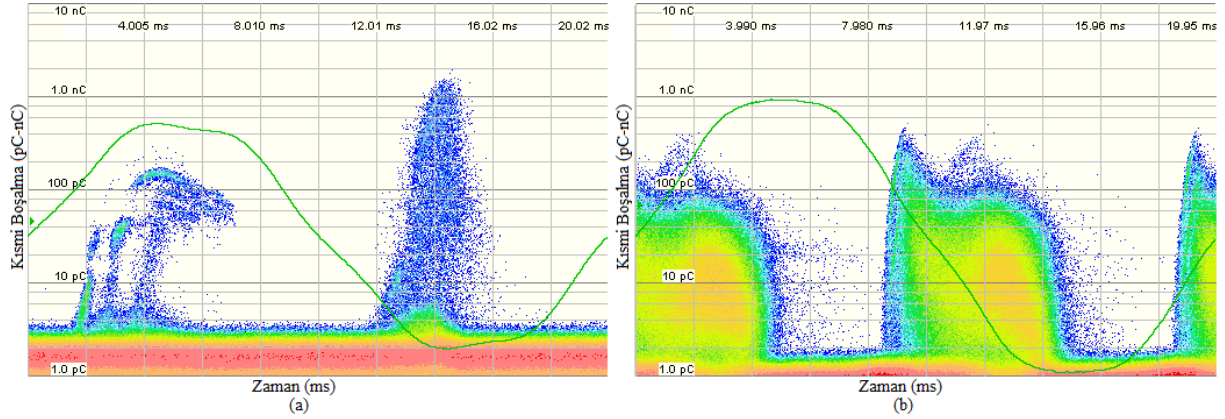 10 nC
4.005 ms 8.010 ms 12.01 ms 16.02 ms 20.02 ms
1.0 nC
100 pC
10 pC
1.0 pC
Kısmi Boşalma (pC-nC)
Zaman (ms)
(a)
10 nC
3.990 ms 7.980 ms 11.97 ms 15.96 ms 19.95 ms
1.0 nC
100 pC
10 pC
1.0 pC
Kısmi Boşalma (pC-nC)
Zaman (ms)
(b)